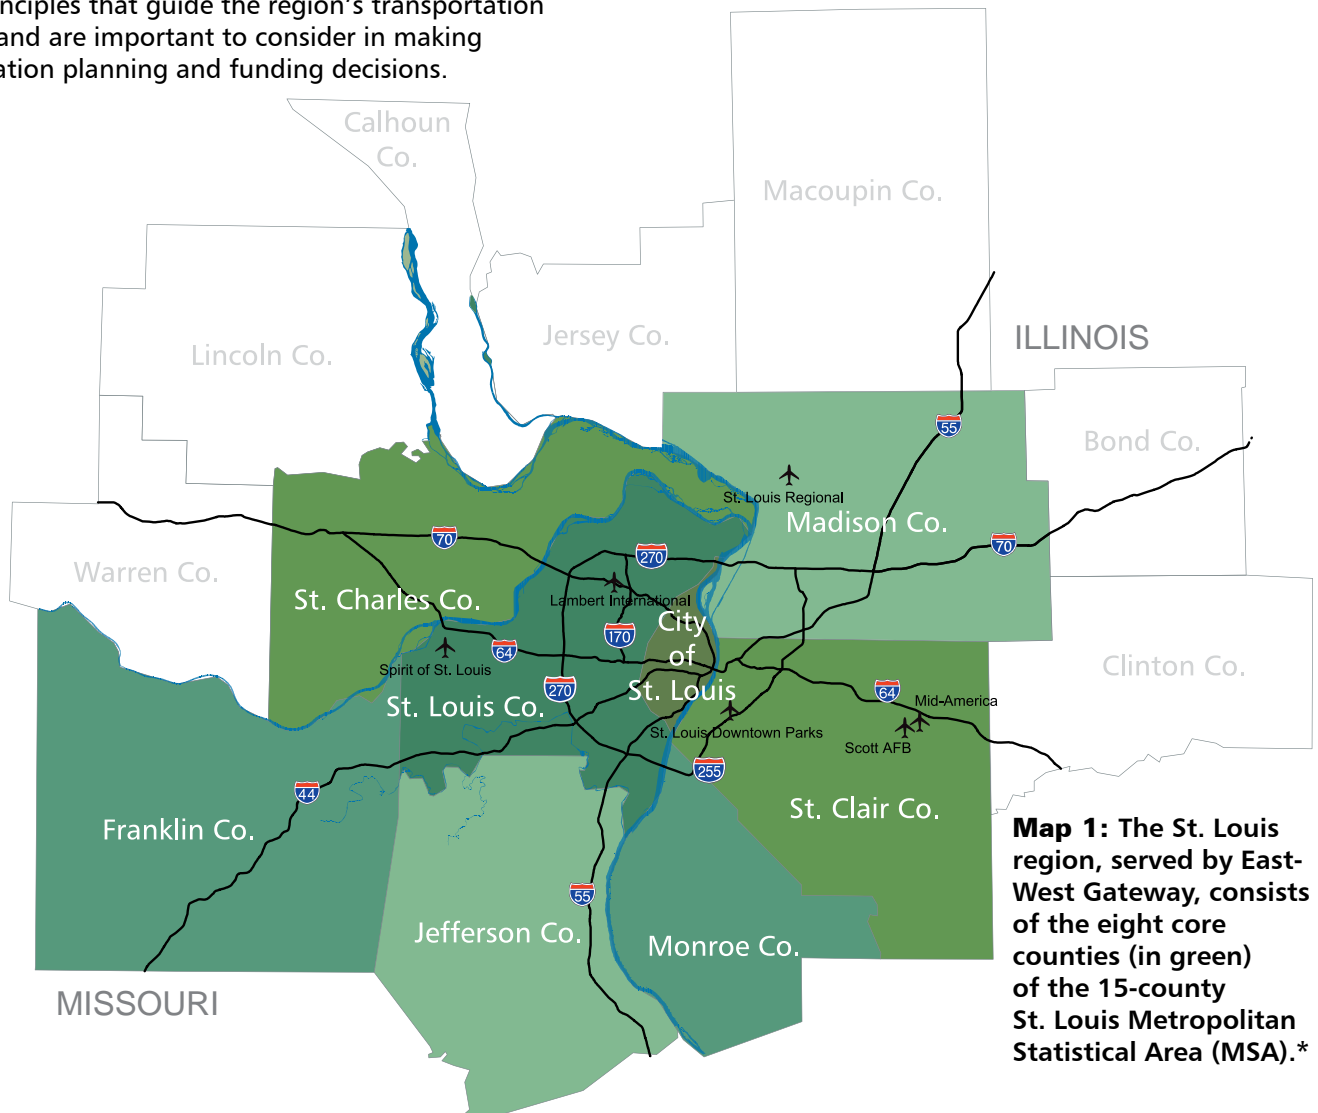 inciples that guide the region's transportation
and are important to consider in making
ation planning and funding decisions.
Calhoun
Co.
Macoupin Co.
Lincoln Co.
Jersey Co.
ILLINOIS
55
Bond Co.
St. Louis Regional
Madison Co.
70
270
70
Warren Co.
St. Charles Co.
Lambert International
170
City
of
St. Louis
64
Spirit of St. Louis
270
St. Louis Co.
Clinton Co.
64
Mid-America
St. Louis Downtown Parks
Scott AFB
255
44
Franklin Co.
St. Clair Co.
55
Jefferson Co.
Monroe Co.
MISSOURI
Map 1: The St. Louis
region, served by East-
West Gateway, consists
of the eight core
counties (in green)
of the 15-county
St. Louis Metropolitan
Statistical Area (MSA).*